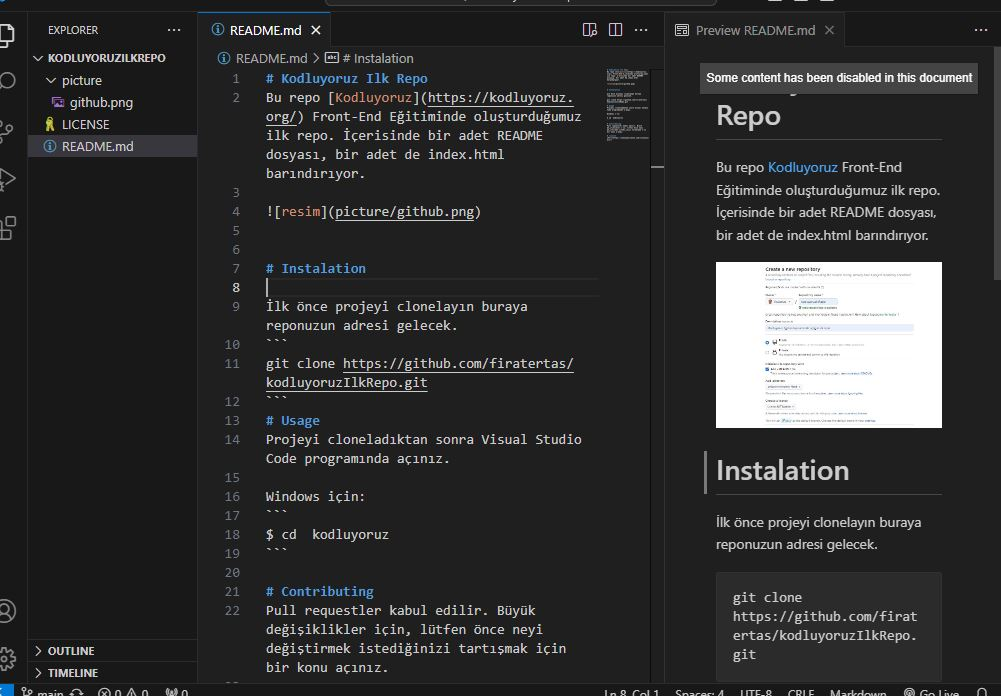 EXPLORER
KODLUYORUZILKREPO
picture
github.png
LICENSE
README.md
OUTLINE
TIMELINE
README.md
README.md > # Instalation
1 # Kodluyoruz Ilk Repo
2 Bu repo [Kodluyoruz](https://kodluyoruz.
org/) Front-End Eğitiminde oluşturduğumuz
ilk repo. İçerisinde bir adet README
dosyası, bir adet de index.html
barındırıyor.
3
4 ![resim](picture/github.png)
5
6
7 # Instalation
8
9 İlk önce projeyi clonelayın buraya
reponuzun adresi gelecek.
10 ```
11 git clone https://github.com/firatertas/
kodluyoruzIlkRepo.git
12 ```
13 # Usage
14 Projeyi cloneladıktan sonra Visual Studio
Code programında açınız.
15
16 Windows için:
17 ```
18 $ cd  kodluyoruz
19 ```
20
21 # Contributing
22 Pull requestler kabul edilir. Büyük
değişiklikler için, lütfen önce neyi
değiştirmek istediğinizi tartışmak için
bir konu açınız.
Preview README.md
Some content has been disabled in this document
Repo
Bu repo Kodluyoruz Front-End
Eğitiminde oluşturduğumuz ilk repo.
İçerisinde bir adet README dosyası,
bir adet de index.html barındırıyor.
Create a new repository
Instalation
İlk önce projeyi clonelayın buraya
reponuzun adresi gelecek.
git clone
https://github.com/firat
ertas/kodluyoruzIlkRepo.
git
main 0 0 0 Ln 8, Col 1 Spaces: 4 UTF-8 CRLF Markdown Go Live